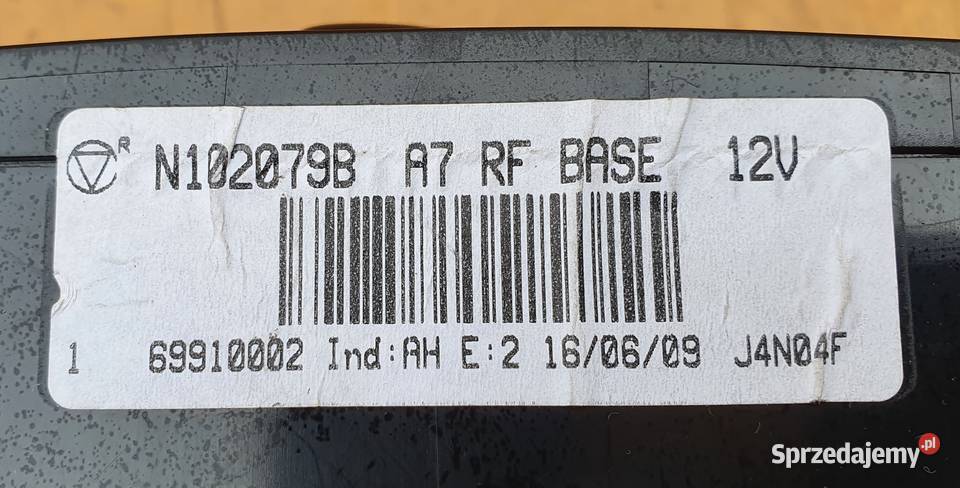 R N102079B A7 RF BASE 12V
1 69910002 Ind:AH E:2 16/06/09 J4N04F
Sprzedajemy.pl